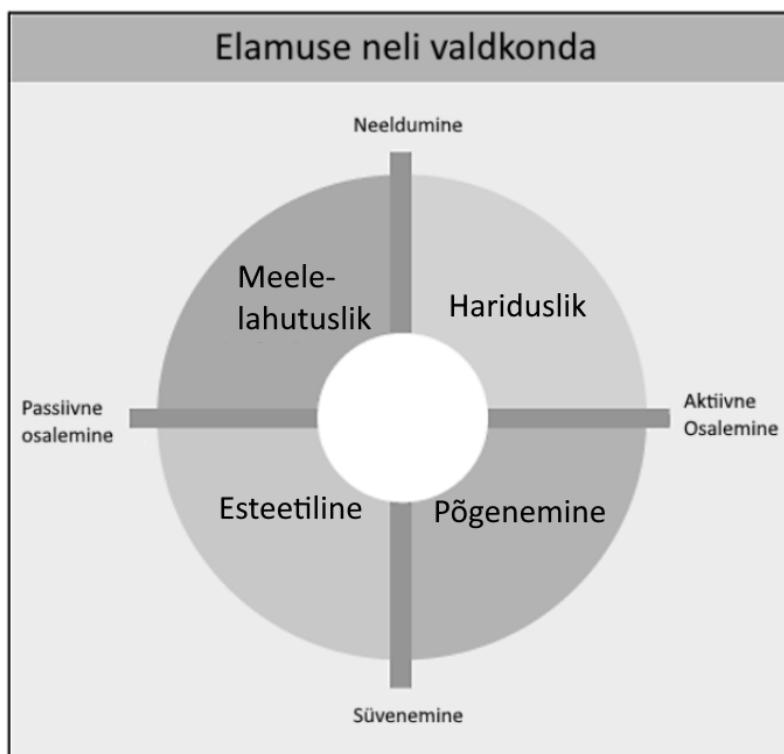 Elamuse neli valdkonda
Neeldumine
Meele-
lahutuslik
Hariduslik
Passiivne
osalemine
Aktiivne
Osalemine
Esteetiline
Põgenemine
Süvenemine